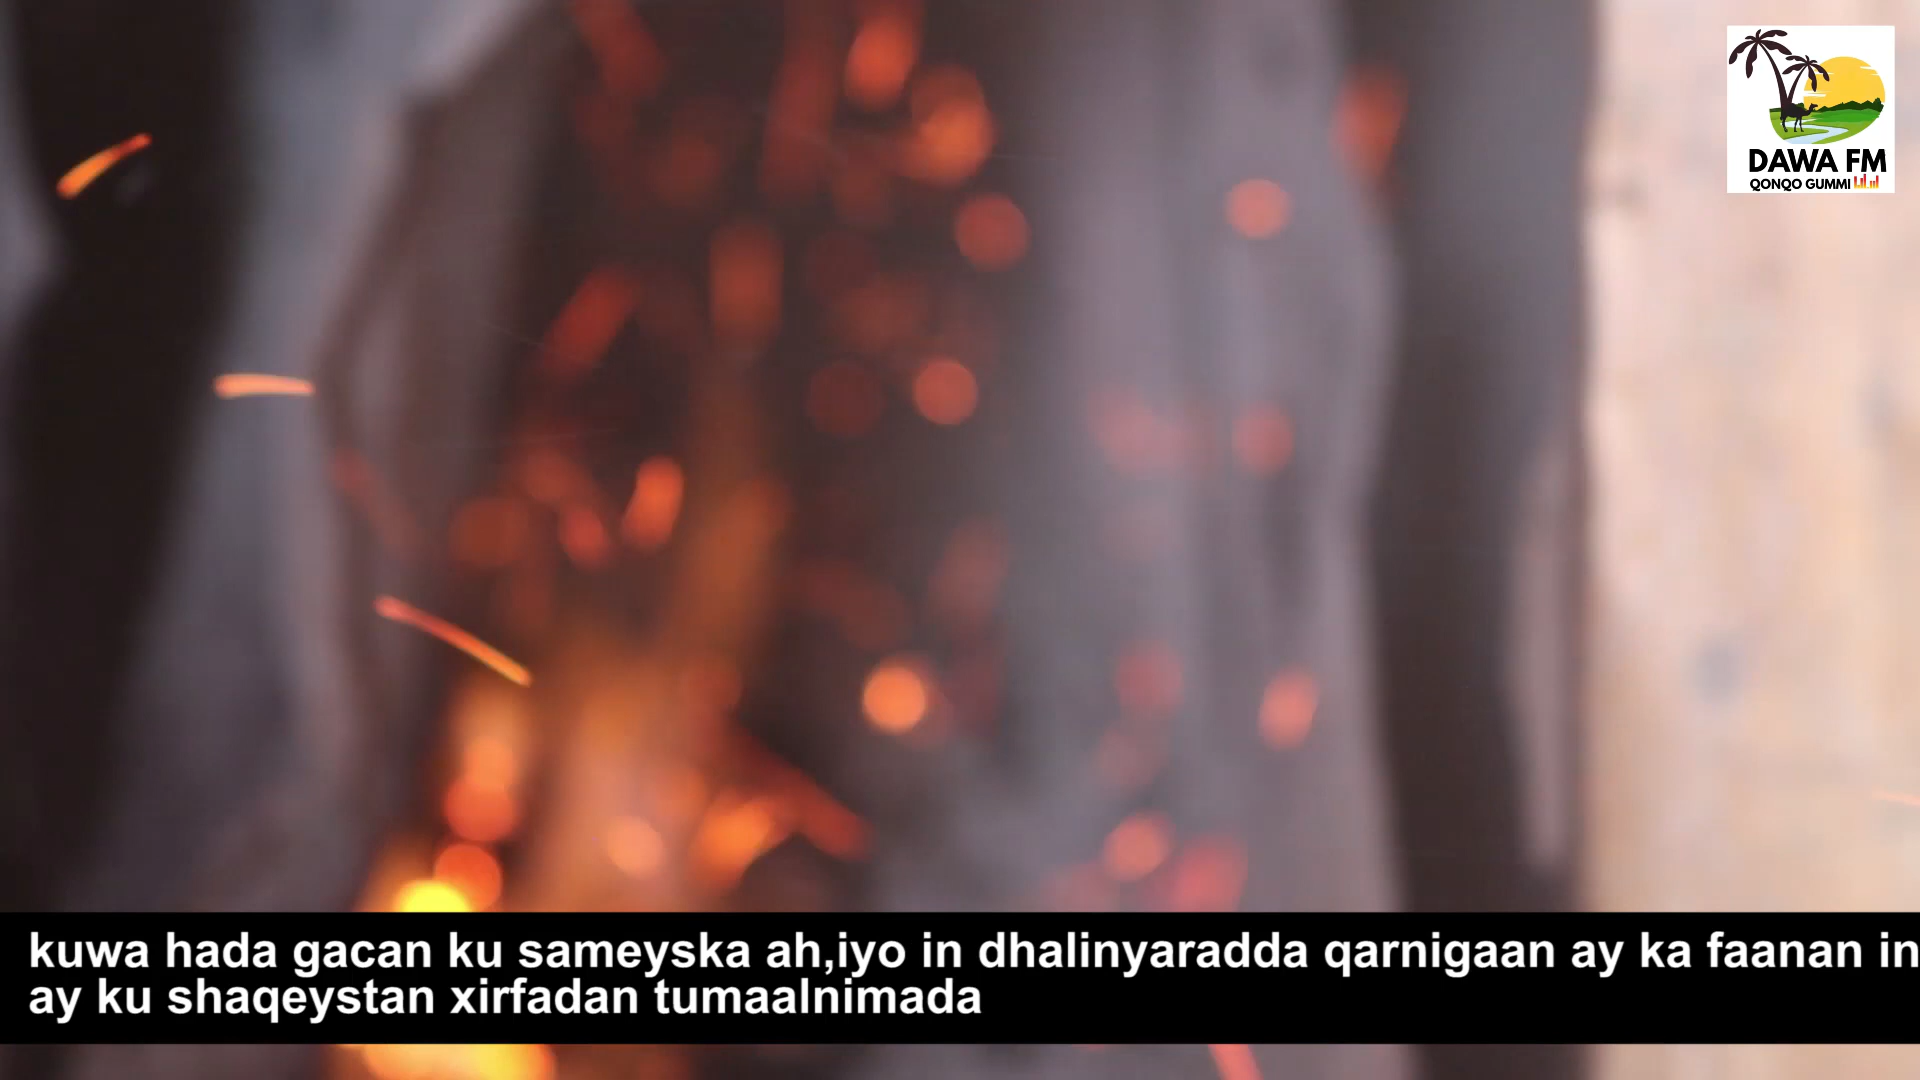 DAWA FM
QONQO GUMMI
kuwa hada gacan ku sameyska ah,iyo in dhalinyaradda qarnigaan ay ka faanan in
ay ku shaqeystan xirfadan tumaalnimada